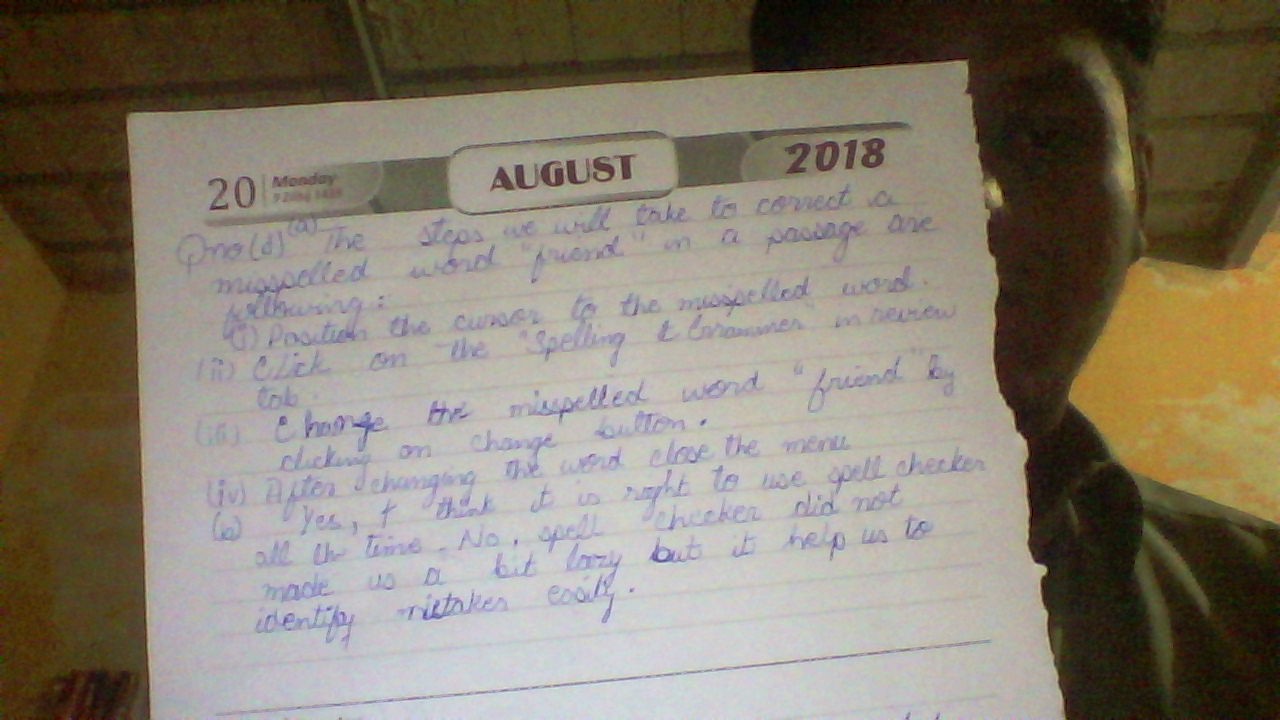 20 Monday
AUGUST
2018
Qno(d) (a) The steps we will take to correct a
misspelled word "friend" in a passage are
following:
(i) Position the cursor to the misspelled word.
(ii) Click on the "Spelling & Grammer" in review
tab.
(iii) Change the misspelled word "friend" by
clicking on change button.
(iv) After changing the word close the menu
Yes, I think it is right to use spell checker
all the time. No, spell checker did not
made us a bit lazy but it help us to
identify mistakes easily.